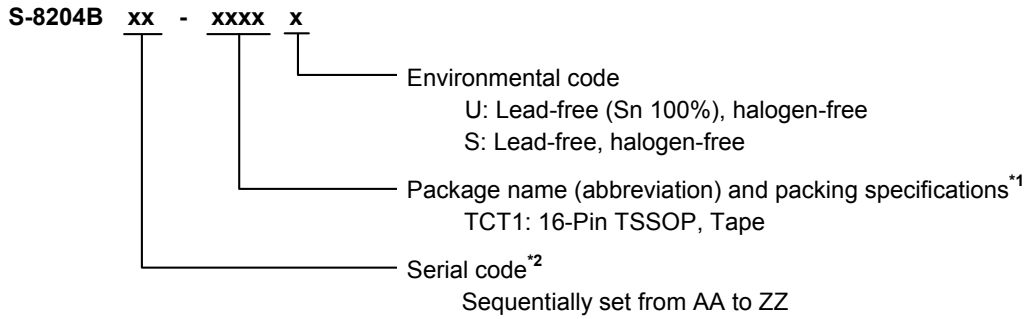 S-8204B xx - xxxx x
Environmental code
U: Lead-free (Sn 100%), halogen-free
S: Lead-free, halogen-free
Package name (abbreviation) and packing specifications*1
TCT1: 16-Pin TSSOP, Tape
Serial code*2
Sequentially set from AA to ZZ